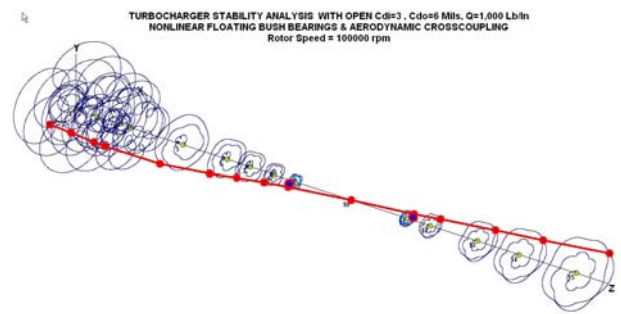 TURBOCHARGER STABILITY ANALYSIS WITH OPEN Cdi=3 , Cdo=6 Mils, Q=1,000 Lb/In
NONLINEAR FLOATING BUSH BEARINGS & AERODYNAMIC CROSSCOUPLING
Rotor Speed = 100000 rpm
Y
X
Z